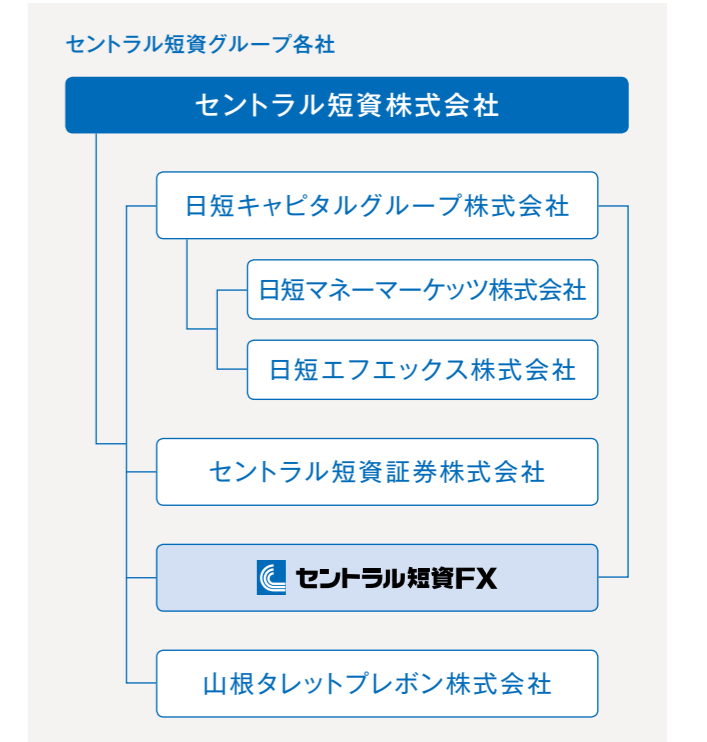 セントラル短資グループ各社
セントラル短資株式会社
日短キャピタルグループ株式会社
日短マネーマーケッツ株式会社
日短エフエックス株式会社
セントラル短資証券株式会社
セントラル短資FX
山根タレットプレボン株式会社